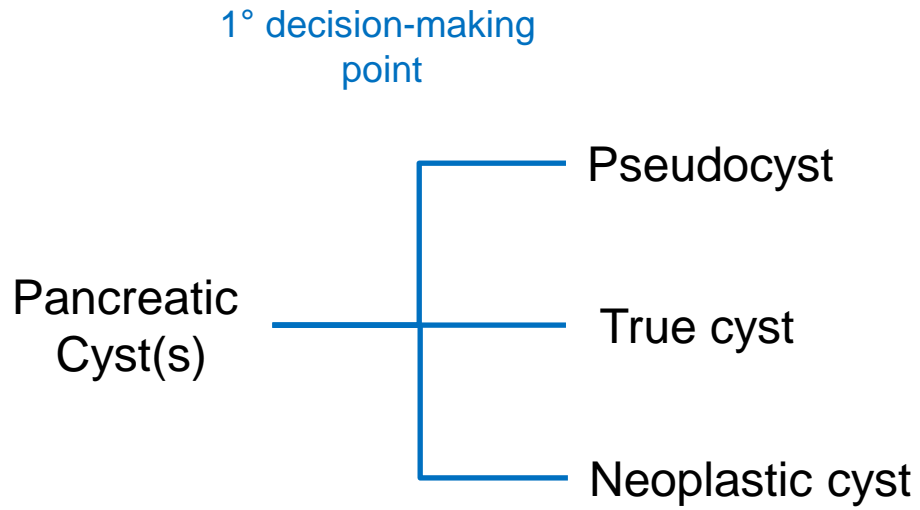 1° decision-making
point
Pseudocyst
Pancreatic
Cyst(s)
True cyst
Neoplastic cyst